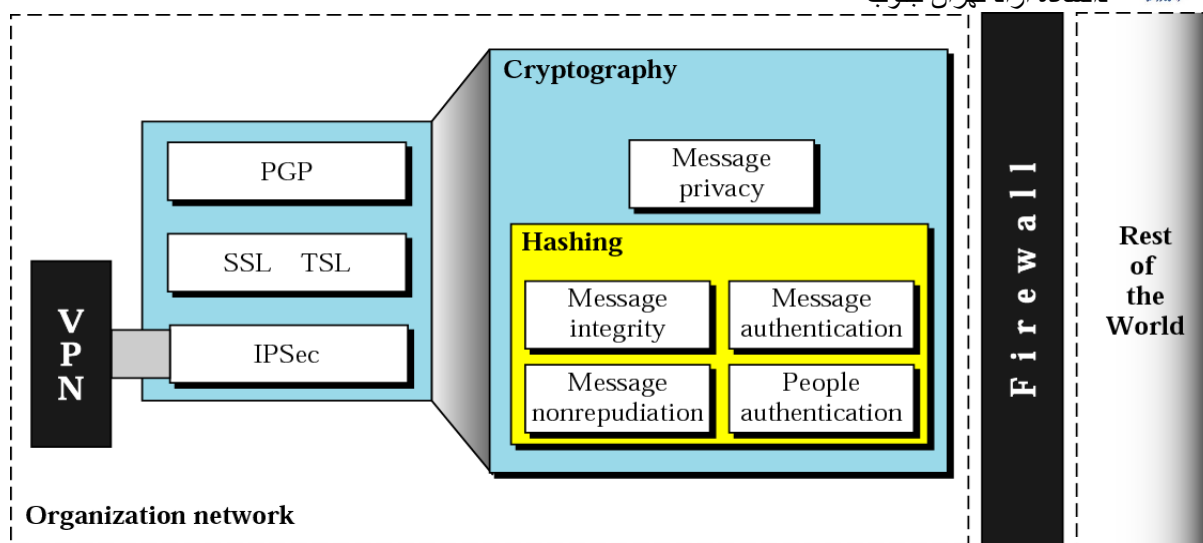 Cryptography
Message
privacy
PGP
Hashing
SSL TSL
Message
integrity
Message
authentication
IPSec
Message
nonrepudiation
People
authentication
V
P
N
Organization network
Firewall
Rest
of
the
World